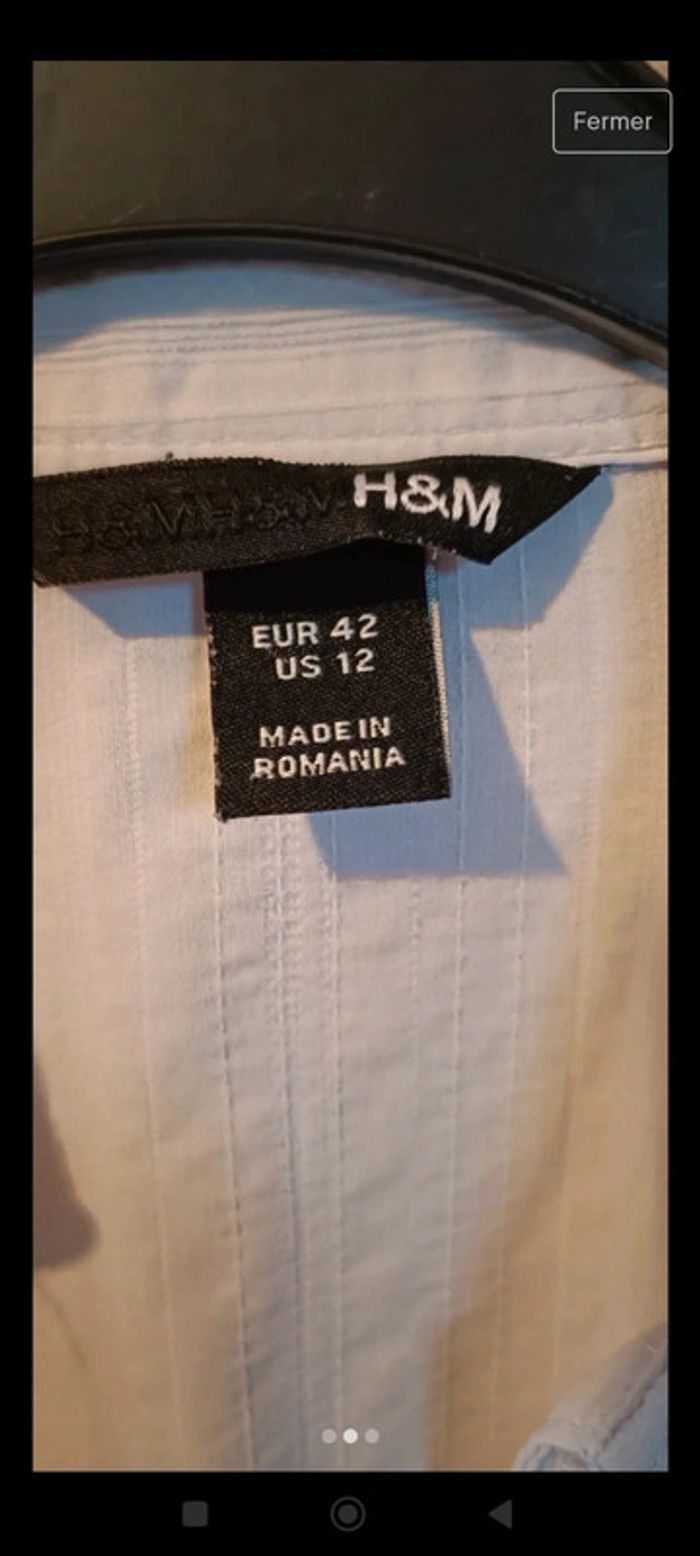 Fermer
H&M H&M H&M
EUR 42
US 12
MADE IN
ROMANIA